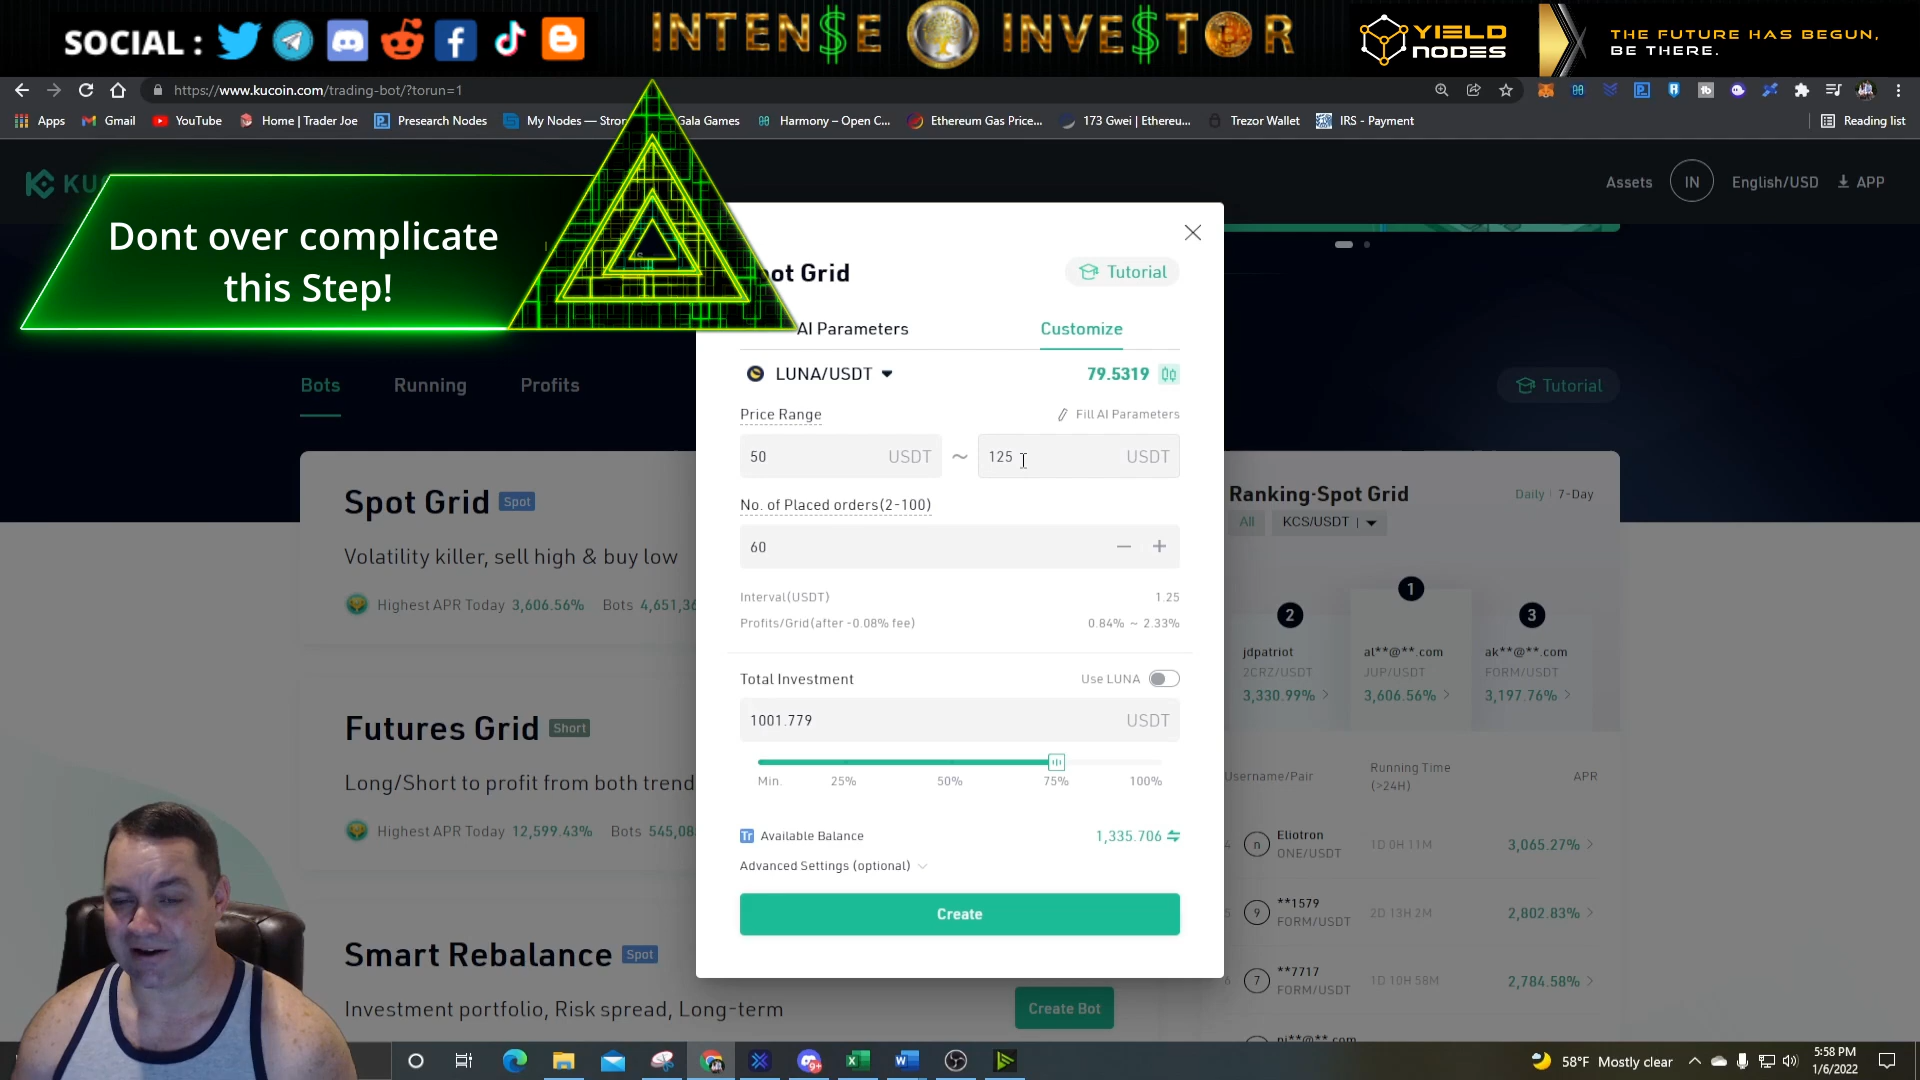 SOCIAL :
INTEN$E INVE$TOR
YIELD
NODES
THE FUTURE HAS BEGUN,
BE THERE.
https://www.kucoin.com/trading-bot/?torun=1
Apps
Gmail
YouTube
Home | Trader Joe
Presearch Nodes
My Nodes — Stron
Gala Games
Harmony – Open C...
Ethereum Gas Price...
173 Gwei | Ethereu...
Trezor Wallet
IRS - Payment
Reading list
Assets
IN
English/USD
APP
Dont over complicate
this Step!
Bots
Running
Profits
Tutorial
pot Grid
Tutorial
AI Parameters
Customize
LUNA/USDT
79.5319
Price Range
Fill AI Parameters
50 USDT ~ 125 USDT
No. of Placed orders(2-100)
60
Interval(USDT) 1.25
Profits/Grid(after -0.08% fee) 0.84% ~ 2.33%
Total Investment
Use LUNA
1001.779 USDT
Min. 25% 50% 75% 100%
Available Balance 1,335.706
Advanced Settings (optional)
Create
Spot Grid Spot
Volatility killer, sell high & buy low
Highest APR Today 3,606.56% Bots 4,651,36
Futures Grid Short
Long/Short to profit from both trend
Highest APR Today 12,599.43% Bots 545,08
Smart Rebalance Spot
Investment portfolio, Risk spread, Long-term
Create Bot
Ranking·Spot Grid
Daily | 7-Day
All
KCS/USDT
2
1
3
jdpatriot
2CRZ/USDT
3,330.99%
al**@**.com
JUP/USDT
3,606.56%
ak**@**.com
FORM/USDT
3,197.76%
Username/Pair
Running Time
(>24H)
APR
n
Eliotron
ONE/USDT
1D 0H 11M
3,065.27%
9
**1579
FORM/USDT
2D 13H 2M
2,802.83%
7
**7717
FORM/USDT
1D 10H 58M
2,784.58%
58°F Mostly clear
5:58 PM
1/6/2022